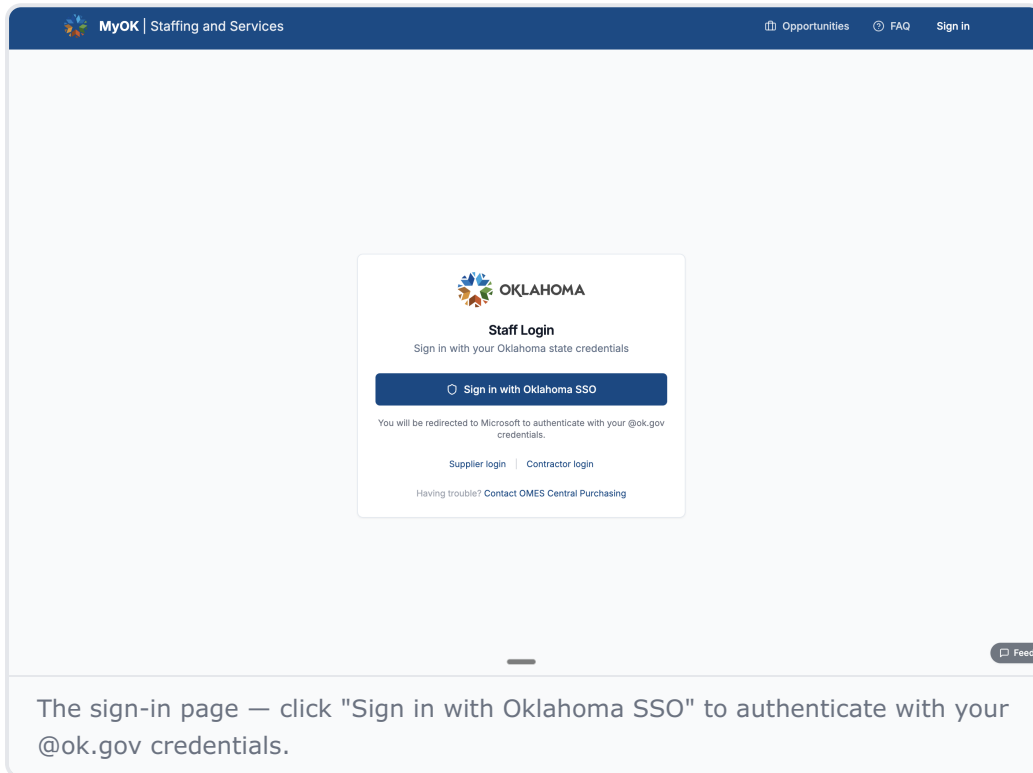 MyOK | Staffing and Services
Opportunities
FAQ
Sign in
OKLAHOMA
Staff Login
Sign in with your Oklahoma state credentials
Sign in with Oklahoma SSO
You will be redirected to Microsoft to authenticate with your @ok.gov
credentials.
Supplier login | Contractor login
Having trouble? Contact OMES Central Purchasing
Feed
The sign-in page — click "Sign in with Oklahoma SSO" to authenticate with your
@ok.gov credentials.